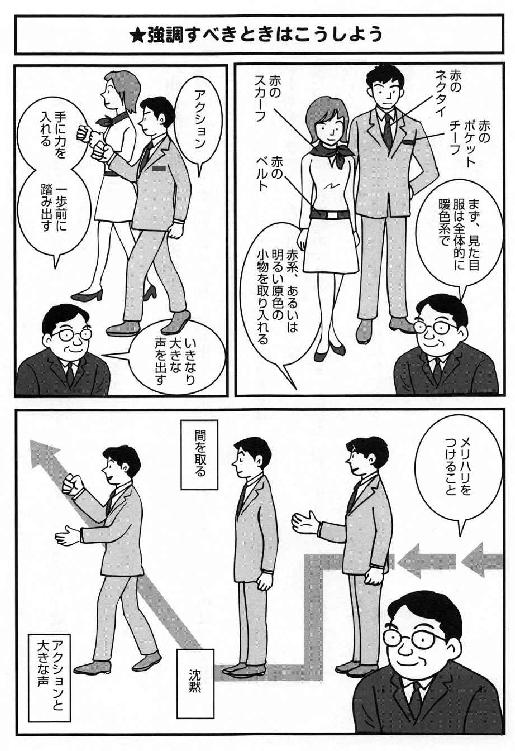 ★強調すべきときはこうしよう
まず、見た目
服は全体的に
暖色系で
赤の
ネクタイ
赤の
ポケット
チーフ
赤の
スカーフ
赤の
ベルト
赤系、あるいは
明るい原色の
小物を取り入れる
アクション
手に力を
入れる
一歩前に
踏み出す
いきなり
大きな
声を出す
メリハリを
つけること
間を取る
沈黙
アクションと
大きな声